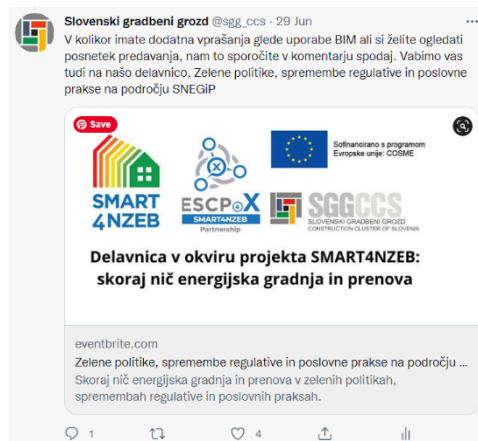 Slovenski gradbeni grozd @sgg_ccs · 29 Jun
V kolikor imate dodatna vprašanja glede uporabe BIM ali si želite ogledati
posnetek predavanja, nam to sporočite v komentarju spodaj. Vabimo vas
tudi na našo delavnico, Zelene politike, spremembe regulative in poslovne
prakse na področju SNEGiP
Save
Sofinancirano s programom
Evropske unije: COSME
SMART
4NZEB
ESCP4X
SMART4NZEB
Partnership
SGGCCS
SLOVENSKI GRADBENI GROZD
CONSTRUCTION CLUSTER OF SLOVENIA
Delavnica v okviru projekta SMART4NZEB:
skoraj nič energijska gradnja in prenova
eventbrite.com
Zelene politike, spremembe regulative in poslovne prakse na področju ...
Skoraj nič energijska gradnja in prenova v zelenih politikah,
spremembah regulative in poslovnih praksah.
1
4